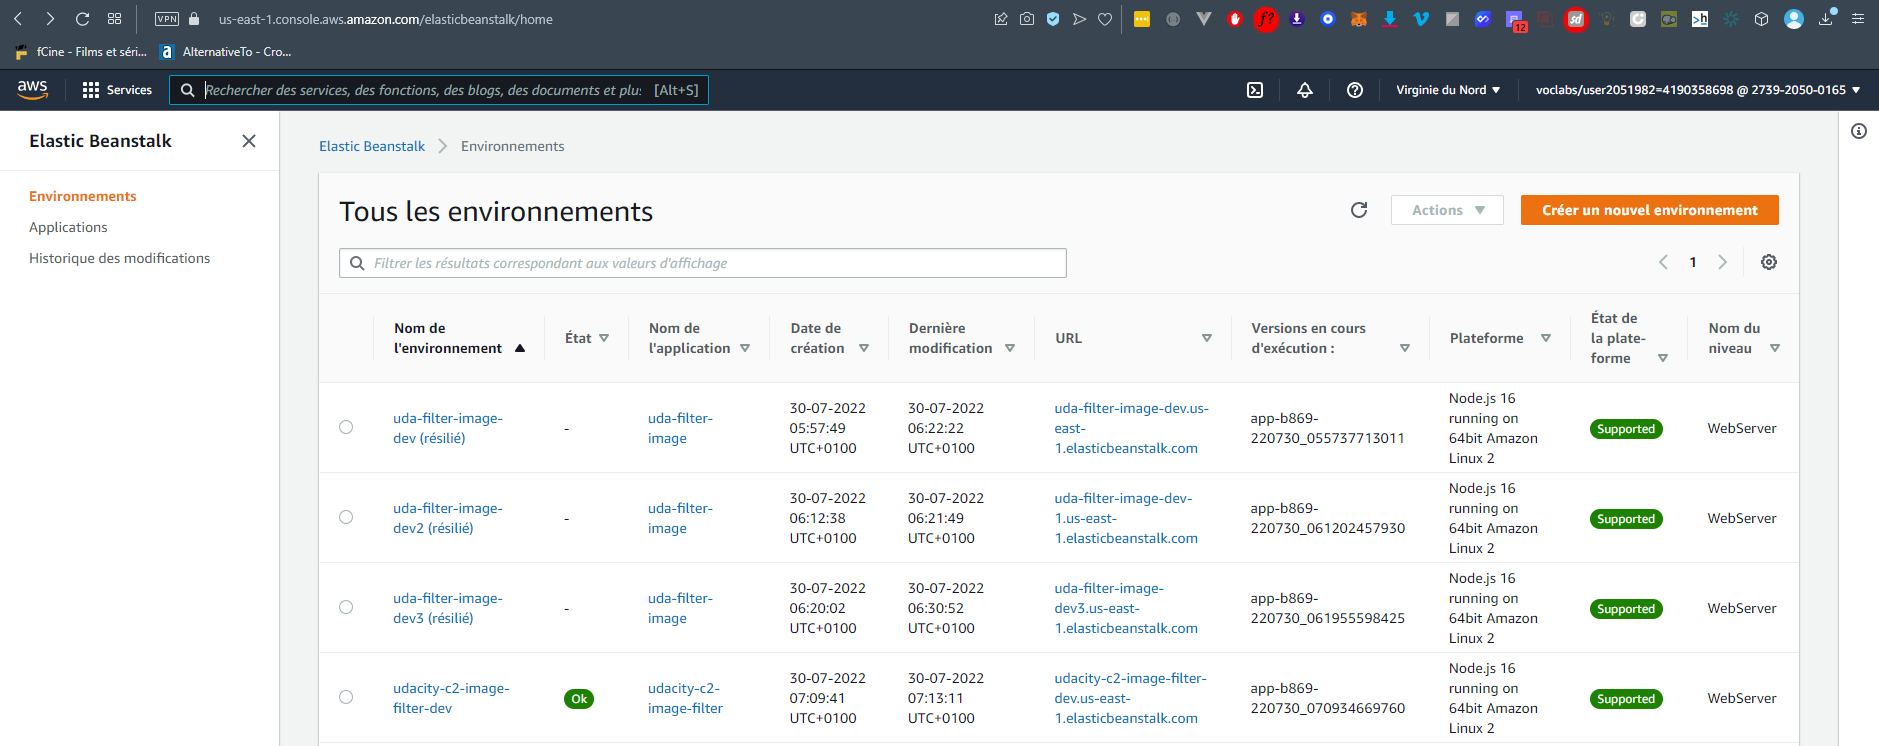 VPN
us-east-1.console.aws.amazon.com/elasticbeanstalk/home
12
fCine - Films et séri...
AlternativeTo - Cro...
aws
Services
Rechercher des services, des fonctions, des blogs, des documents et plus
[Alt+S]
Virginie du Nord
voclabs/user2051982=4190358698 @ 2739-2050-0165
Elastic Beanstalk
Environnements
Applications
Historique des modifications
Elastic Beanstalk
Environnements
Tous les environnements
Actions
Créer un nouvel environnement
Filtrer les résultats correspondant aux valeurs d'affichage
1
Nom de
l'environnement
État
Nom de
l'application
Date de
création
Dernière
modification
URL
Versions en cours
d'exécution :
Plateforme
État de
la plate-
forme
Nom du
niveau
uda-filter-image-
dev (résilié)
-
uda-filter-
image
30-07-2022
05:57:49
UTC+0100
30-07-2022
06:22:22
UTC+0100
uda-filter-image-dev.us-
east-
1.elasticbeanstalk.com
app-b869-
220730_055737713011
Node.js 16
running on
64bit Amazon
Linux 2
Supported
WebServer
uda-filter-image-
dev2 (résilié)
-
uda-filter-
image
30-07-2022
06:12:38
UTC+0100
30-07-2022
06:21:49
UTC+0100
uda-filter-image-dev-
1.us-east-
1.elasticbeanstalk.com
app-b869-
220730_061202457930
Node.js 16
running on
64bit Amazon
Linux 2
Supported
WebServer
uda-filter-image-
dev3 (résilié)
-
uda-filter-
image
30-07-2022
06:20:02
UTC+0100
30-07-2022
06:30:52
UTC+0100
uda-filter-image-
dev3.us-east-
1.elasticbeanstalk.com
app-b869-
220730_061955598425
Node.js 16
running on
64bit Amazon
Linux 2
Supported
WebServer
udacity-c2-image-
filter-dev
Ok
udacity-c2-
image-filter
30-07-2022
07:09:41
UTC+0100
30-07-2022
07:13:11
UTC+0100
udacity-c2-image-filter-
dev.us-east-
1.elasticbeanstalk.com
app-b869-
220730_070934669760
Node.js 16
running on
64bit Amazon
Linux 2
Supported
WebServer